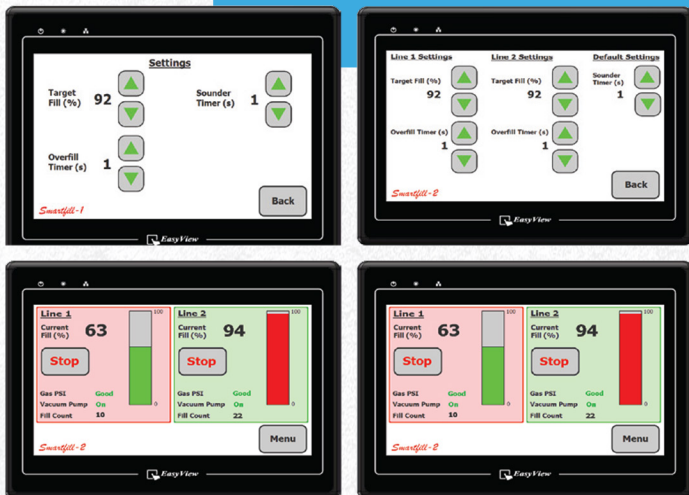 Settings
Target Fill (%) 92
Sounder Timer (s) 1
Overfill Timer (s) 1
Back
Smartfill-1
EasyView
Line 1 Settings Line 2 Settings Default Settings
Target Fill (%) Target Fill (%) Sounder Timer (s)
92 92 1
Overfill Timer (s) Overfill Timer (s)
1 1
Back
Smartfill-2
EasyView
Line 1 Line 2
100 100
Current Fill (%) 63 Current Fill (%) 94
Stop Stop
Gas PSI Good Gas PSI Good
Vacuum Pump On Vacuum Pump On
0 0
Fill Count 10 Fill Count 22
Menu
Smartfill-2
EasyView
Line 1 Line 2
100 100
Current Fill (%) 63 Current Fill (%) 94
Stop Stop
Gas PSI Good Gas PSI Good
Vacuum Pump On Vacuum Pump On
0 0
Fill Count 10 Fill Count 22
Menu
Smartfill-2
EasyView